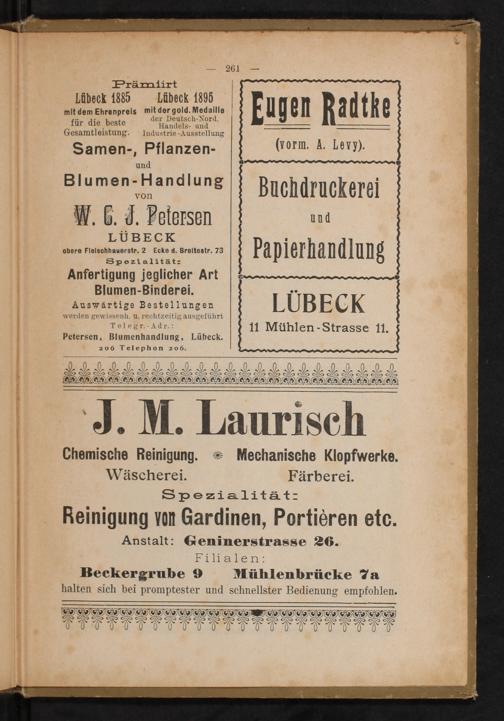 — 261 —
Prämiirt
Lübeck 1885 Lübeck 1895
mit dem Ehrenpreis mit der gold. Medaille
für die beste der Deutsch-Nord.
Gesamtleistung. Handels- und
Industrie-Ausstellung
Samen-, Pflanzen-
und
Blumen-Handlung
von
W. C. J. Petersen
LÜBECK
obere Fleischhauerstr. 2 Ecke d. Breitestr. 73
Spezialität:
Anfertigung jeglicher Art
Blumen-Binderei.
Auswärtige Bestellungen
werden gewissenh. u. rechtzeitig ausgeführt
Telegr.-Adr.:
Petersen, Blumenhandlung, Lübeck.
206 Telephon 206.
Eugen Radtke
(vorm. A. Levy).
Buchdruckerei
und
Papierhandlung
LÜBECK
11 Mühlen-Strasse 11.
J. M. Laurisch
Chemische Reinigung. Mechanische Klopfwerke.
Wäscherei. Färberei.
Spezialität:
Reinigung von Gardinen, Portièren etc.
Anstalt: Geninerstrasse 26.
Filialen:
Beckergrube 9 Mühlenbrücke 7a
halten sich bei promptester und schnellster Bedienung empfohlen.